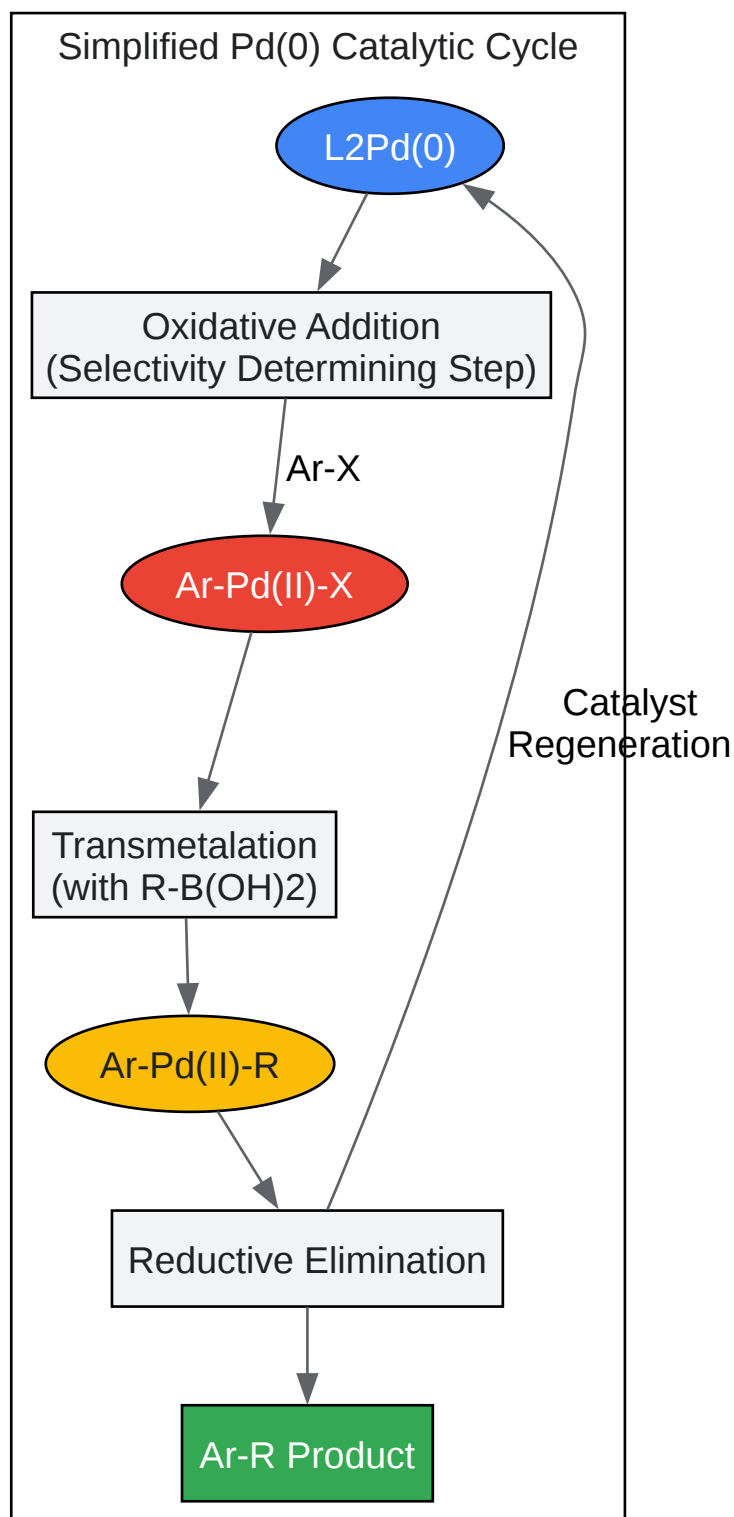 Simplified Pd(0) Catalytic Cycle
L2Pd(0)
Oxidative Addition
(Selectivity Determining Step)
Ar-X
Ar-Pd(II)-X
Catalyst
Regeneration
Transmetalation
(with R-B(OH)2)
Ar-Pd(II)-R
Reductive Elimination
Ar-R Product